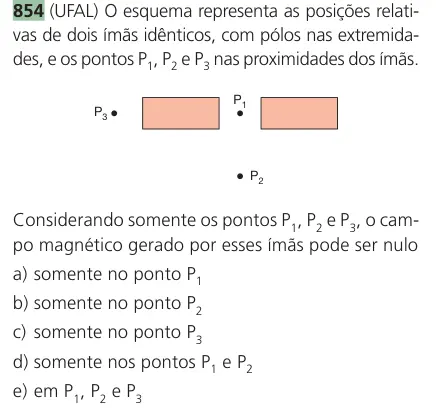 854 (UFAL) O esquema representa as posições relati-
vas de dois ímãs idênticos, com pólos nas extremida-
des, e os pontos P₁, P₂ e P₃ nas proximidades dos ímãs.
P₃
P₁
P₂
Considerando somente os pontos P₁, P₂ e P₃, o cam-
po magnético gerado por esses ímãs pode ser nulo
a) somente no ponto P₁
b) somente no ponto P₂
c) somente no ponto P₃
d) somente nos pontos P₁ e P₂
e) em P₁, P₂ e P₃